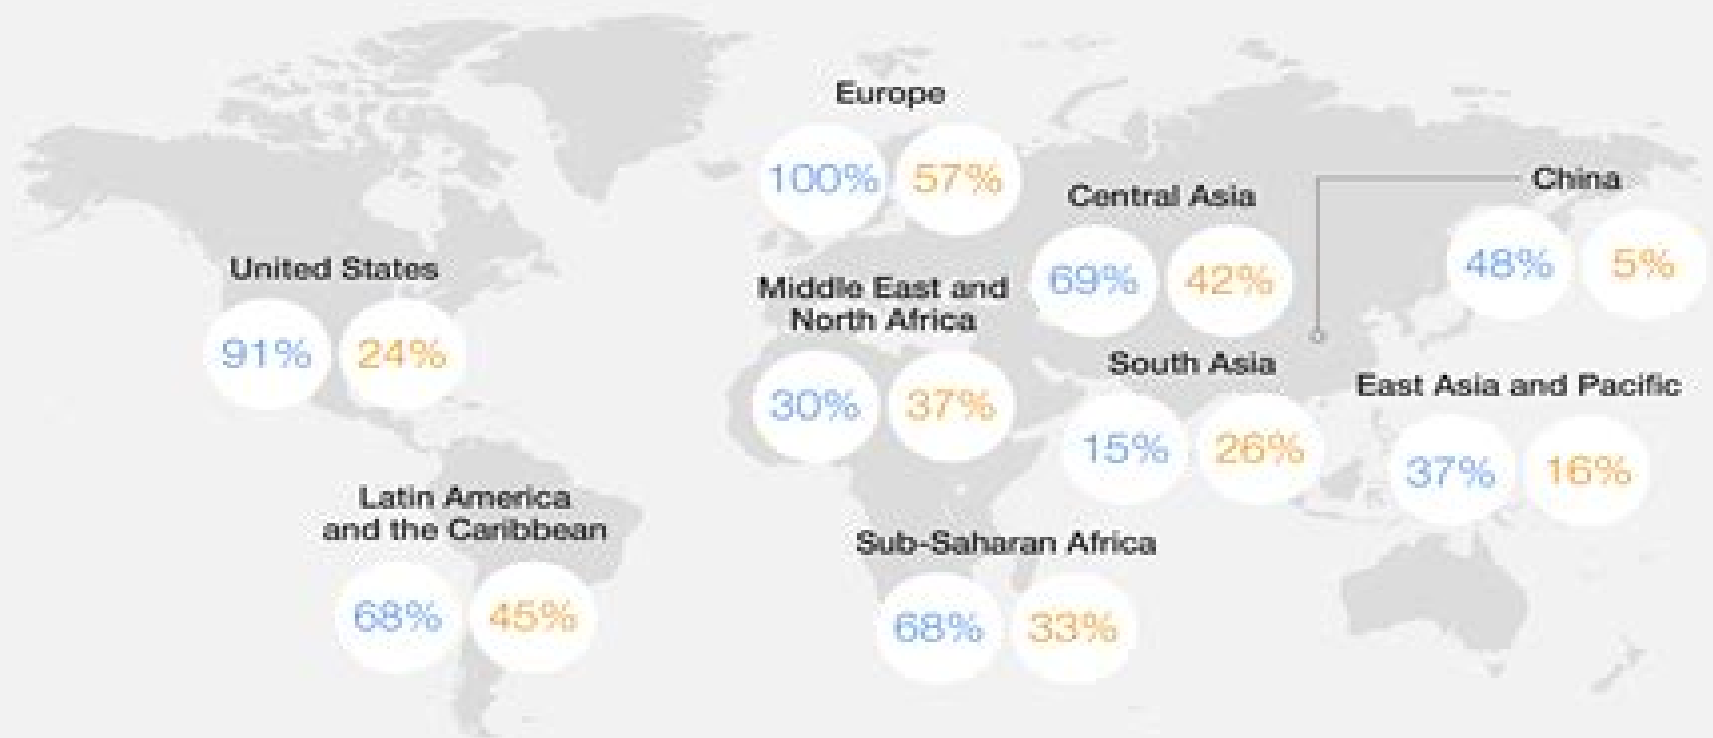 Europe
100% 57%
Central Asia
69% 42%
China
48% 5%
United States
91% 24%
Middle East and
North Africa
30% 37%
South Asia
15% 26%
East Asia and Pacific
37% 16%
Latin America
and the Caribbean
68% 45%
Sub-Saharan Africa
68% 33%